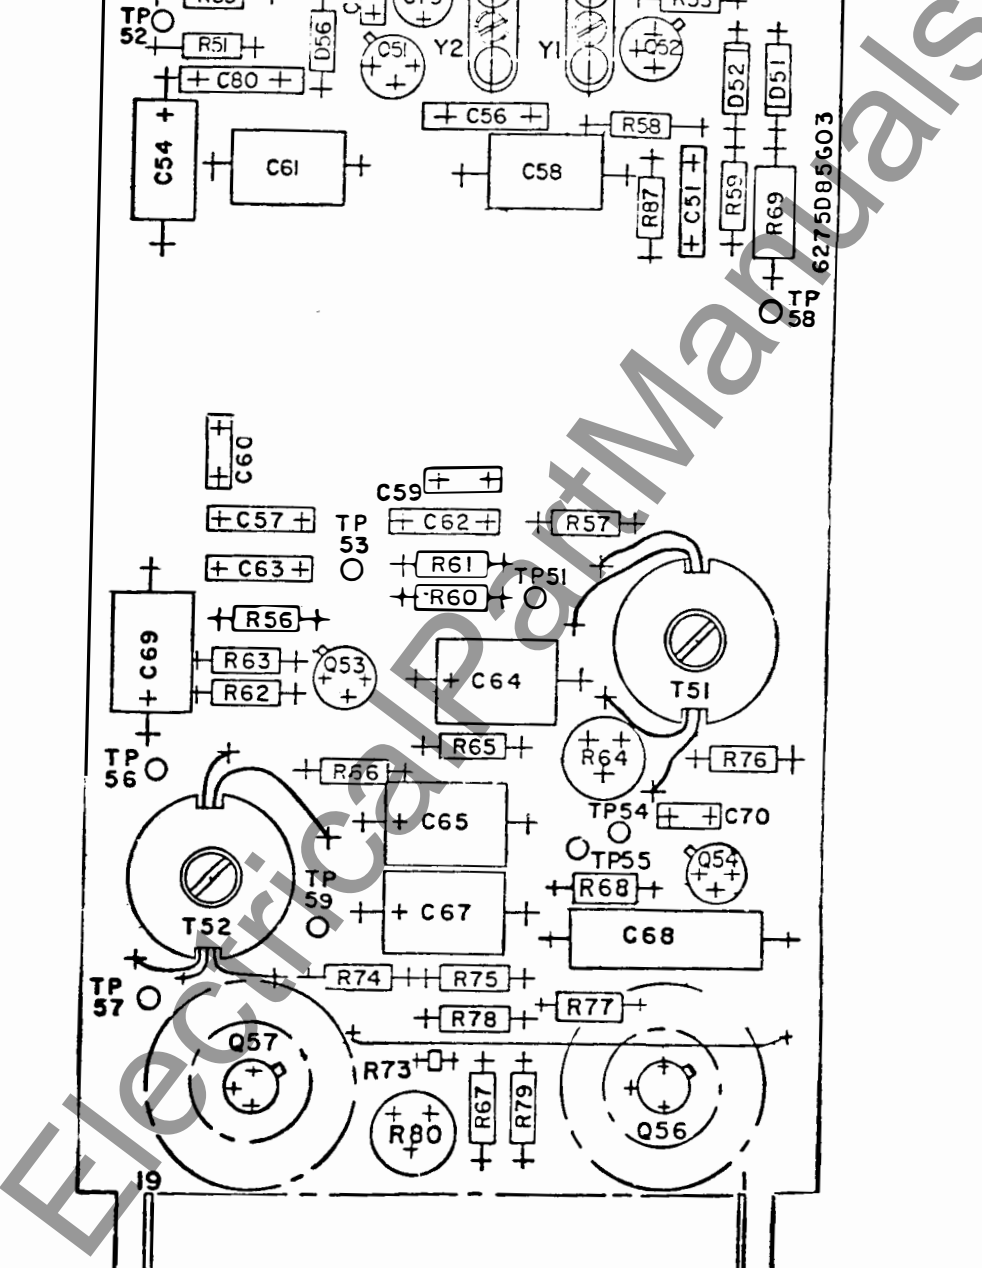 TP
52
R51
D56
Q51
Y2
Y1
Q52
D52
D51
C80
C56
R58
C54
C61
C58
R87
C51
R59
R69
6275D85G03
TP
58
C60
C59
C57
TP
53
C62
R57
C63
R61
TP51
R60
R56
C69
R63
Q53
R62
C64
T51
R65
R64
R76
TP
56
R66
C65
TP54
C70
TP55
Q54
TP
59
R68
C67
T52
C68
R74
R75
TP
57
R77
R78
Q57
R73
R67
R79
R80
Q56
19
ElectricalPartManuals